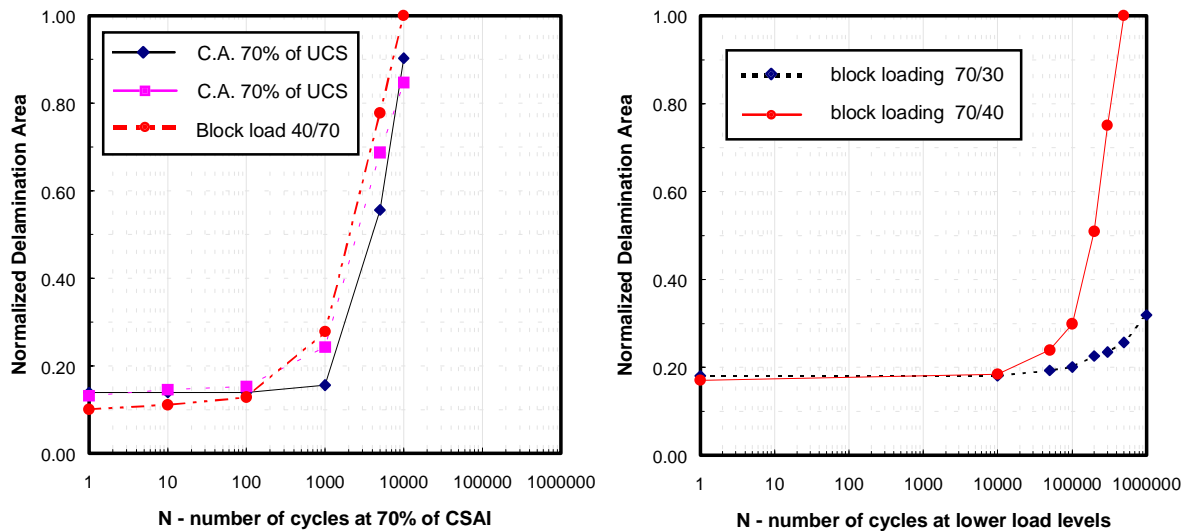 1.00
0.80
0.60
0.40
0.20
0.00
Normalized Delamination Area
C.A. 70% of UCS
C.A. 70% of UCS
Block load 40/70
1 10 100 1000 10000 100000 1000000
N - number of cycles at 70% of CSAI
1.00
0.80
0.60
0.40
0.20
0.00
Normalized Delamination Area
block loading 70/30
block loading 70/40
1 10 100 1000 10000 100000 1000000
N - number of cycles at lower load levels